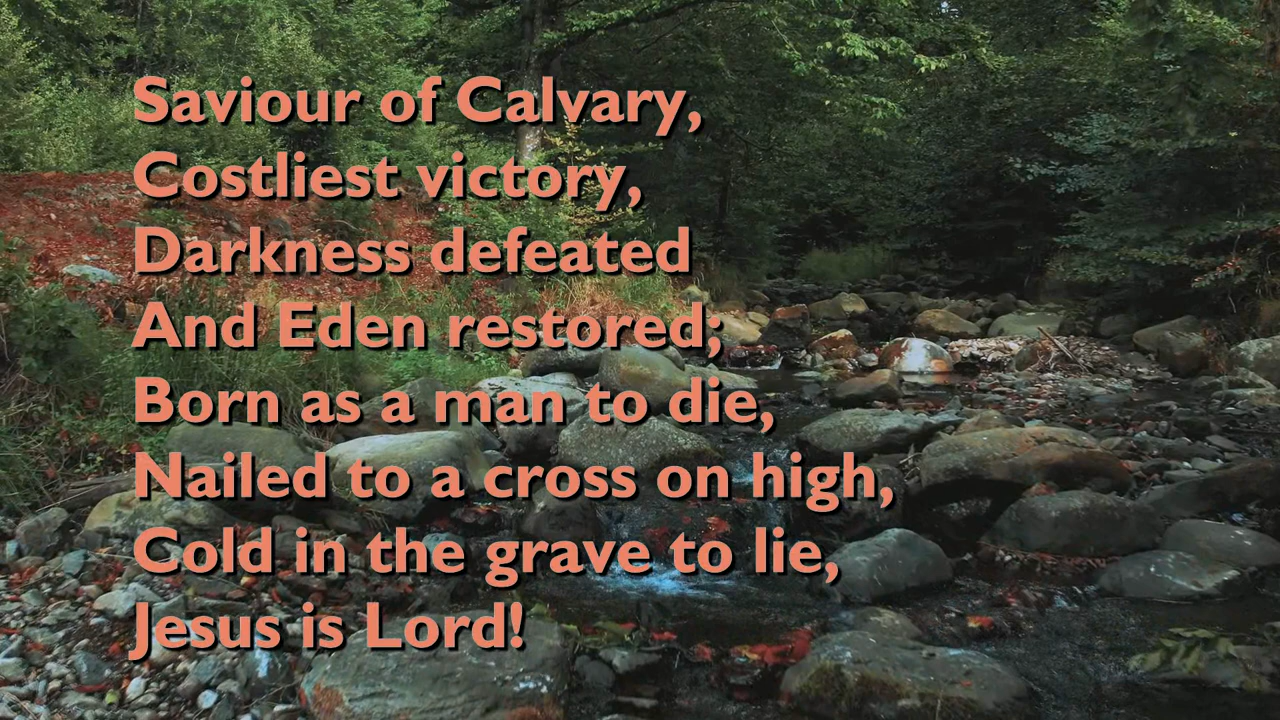 Saviour of Calvary,
Costliest victory,
Darkness defeated
And Eden restored;
Born as a man to die,
Nailed to a cross on high,
Cold in the grave to lie,
Jesus is Lord!